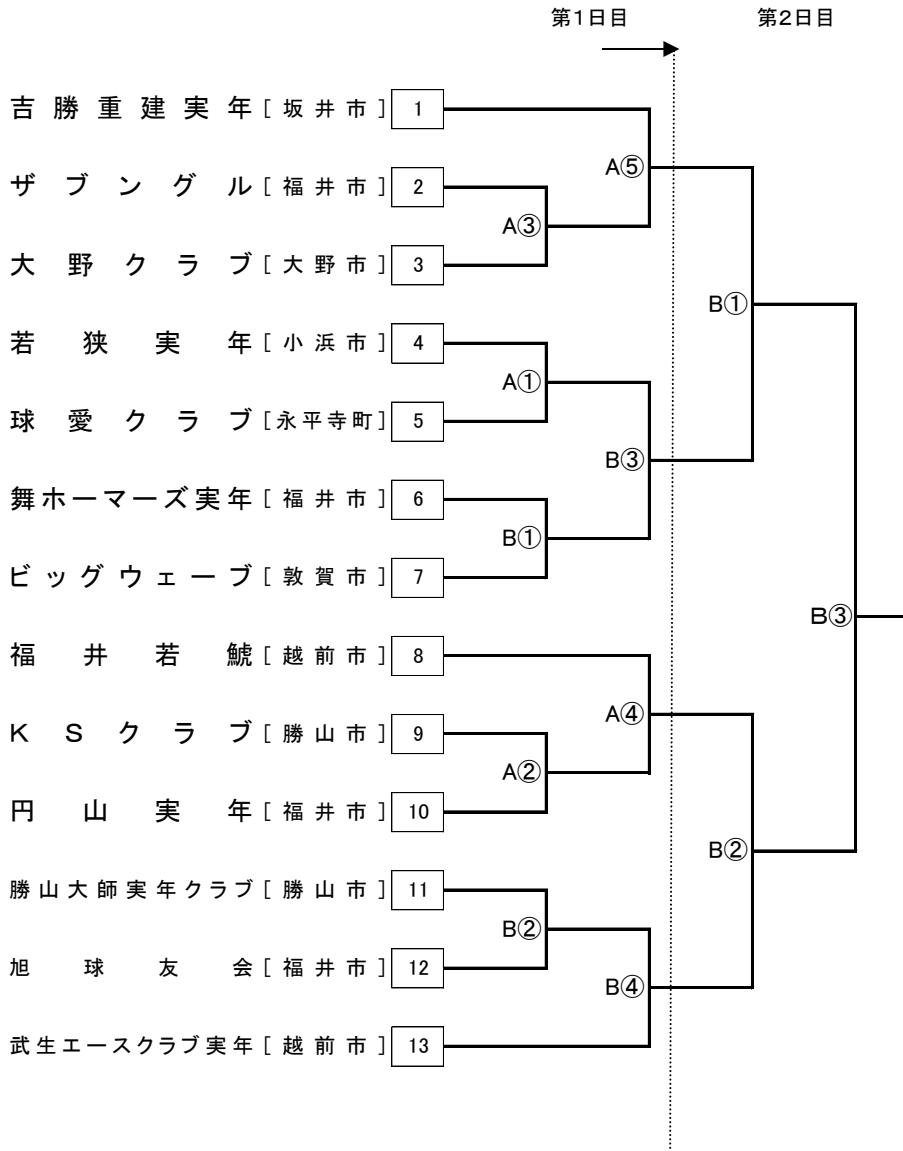 第1日目 第2日目
吉勝重建実年[坂井市] 1
A⑤
ザブングル[福井市] 2
A③
大野クラブ[大野市] 3
B①
若狭実年[小浜市] 4
A①
球愛クラブ[永平寺町] 5
B③
舞ホーマーズ実年[福井市] 6
B①
ビッグウェーブ[敦賀市] 7
B③
福井若鯱[越前市] 8
A④
KSクラブ[勝山市] 9
A②
円山実年[福井市] 10
B②
勝山大師実年クラブ[勝山市] 11
B②
旭球友会[福井市] 12
B④
武生エースクラブ実年[越前市] 13